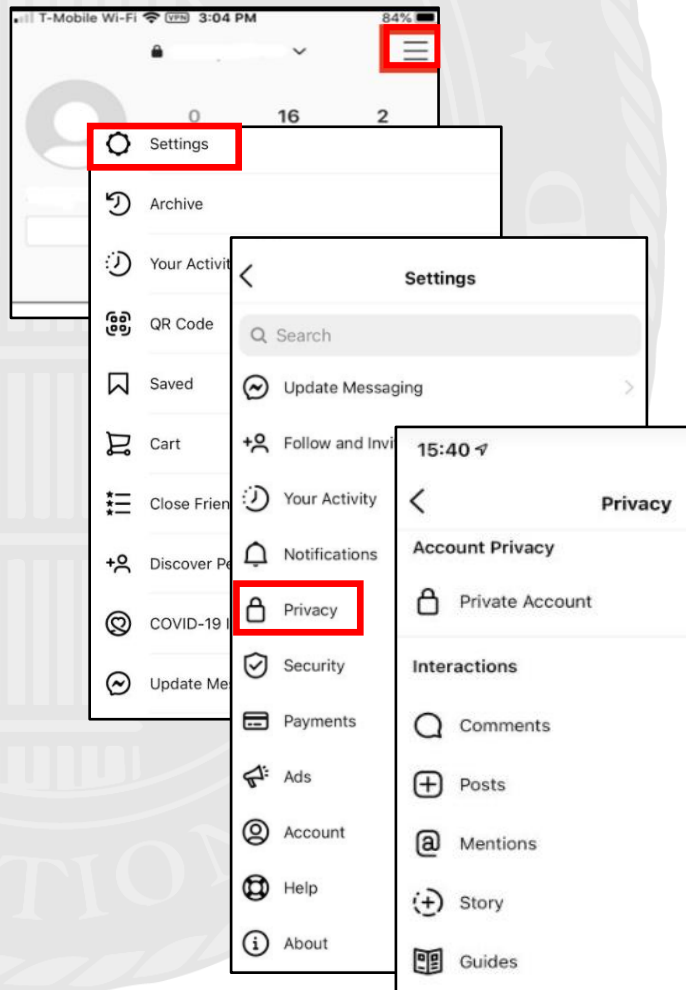 T-Mobile Wi-Fi VPN 3:04 PM 84%
0 16 2
Settings
Archive
Your Activit
QR Code
Saved
Cart
Close Frien
Discover Pe
COVID-19 I
Update Me
Settings
Search
Update Messaging
Follow and Invi
Your Activity
Notifications
Privacy
Security
Payments
Ads
Account
Help
About
15:40
Privacy
Account Privacy
Private Account
Interactions
Comments
Posts
Mentions
Story
Guides
TION
D